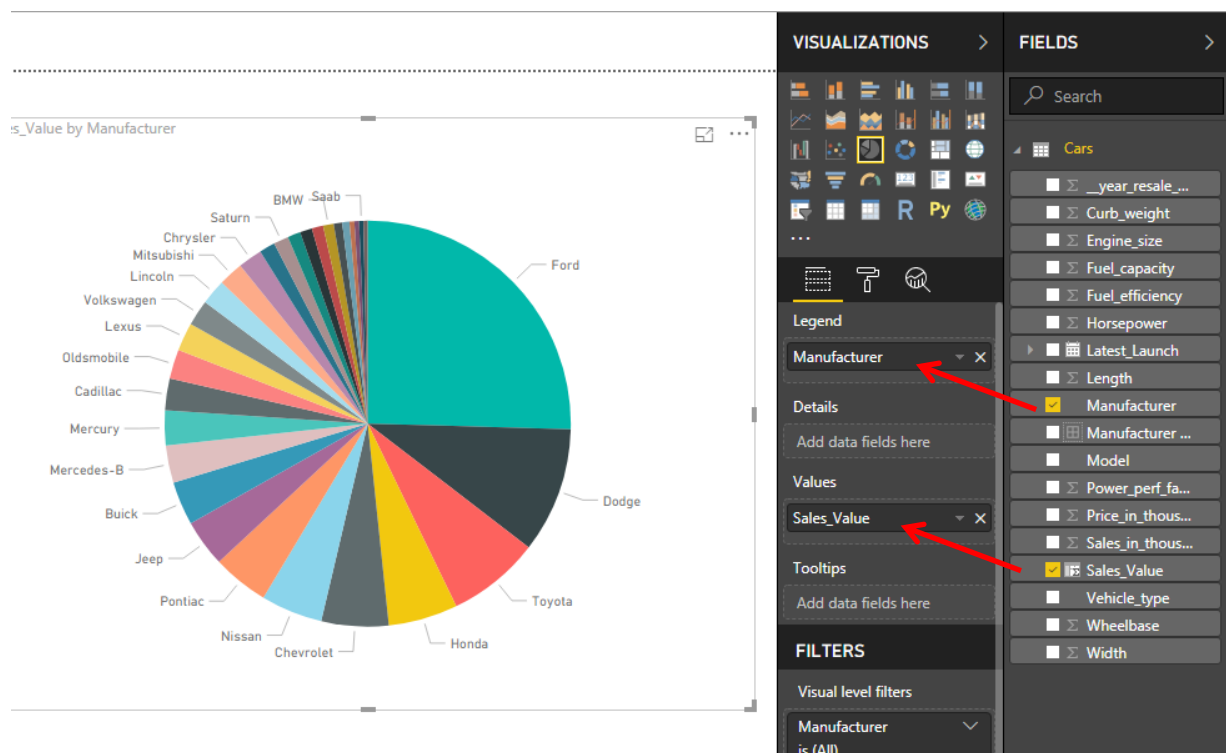 es_Value by Manufacturer
Saab
BMW
Saturn
Chrysler
Mitsubishi
Lincoln
Volkswagen
Lexus
Oldsmobile
Cadillac
Mercury
Mercedes-B
Buick
Jeep
Pontiac
Nissan
Chevrolet
Honda
Toyota
Dodge
Ford
VISUALIZATIONS
123
R
Py
...
Legend
Manufacturer
Details
Add data fields here
Values
Sales_Value
Tooltips
Add data fields here
FILTERS
Visual level filters
Manufacturer
is (All)
FIELDS
Search
Cars
Σ __year_resale_...
Σ Curb_weight
Σ Engine_size
Σ Fuel_capacity
Σ Fuel_efficiency
Σ Horsepower
Latest_Launch
Σ Length
Manufacturer
Manufacturer ...
Model
Σ Power_perf_fa...
Σ Price_in_thous...
Σ Sales_in_thous...
Sales_Value
Vehicle_type
Σ Wheelbase
Σ Width